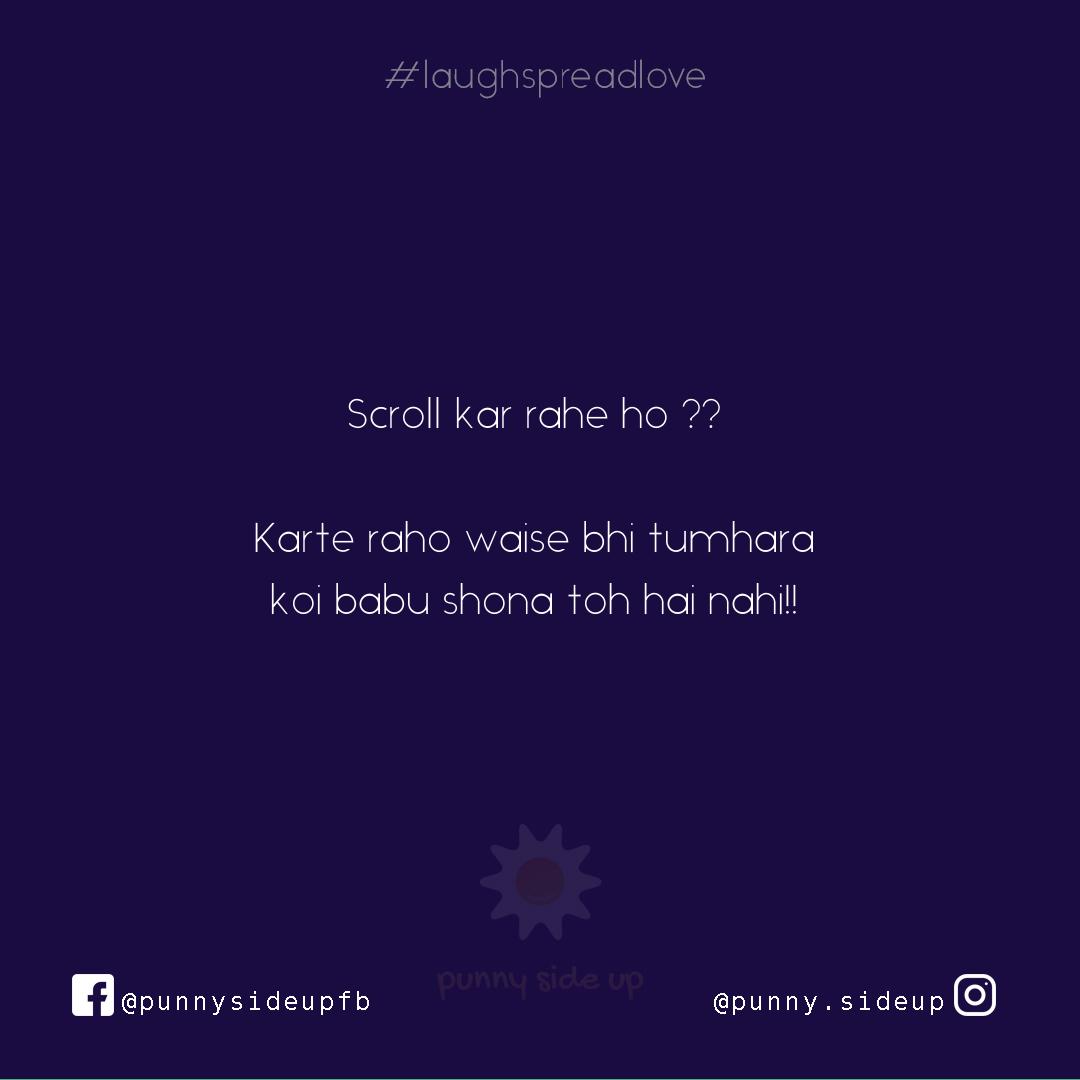 #laughspreadlove
Scroll kar rahe ho ??
Karte raho waise bhi tumhara
koi babu shona toh hai nahi!!
punny side up
@punnysideupfb
@punny.sideup